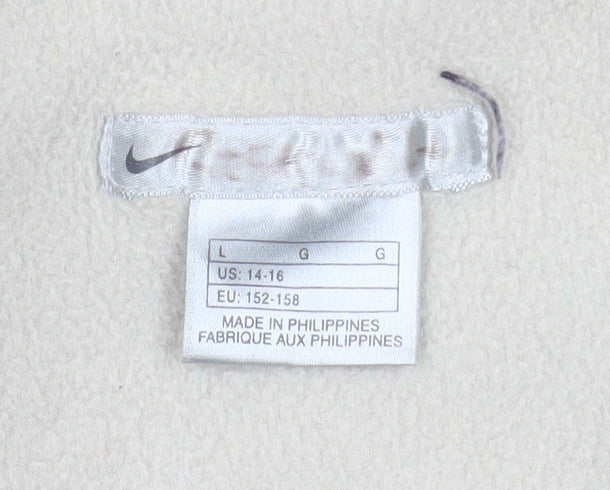 L G G
US: 14-16
EU: 152-158
MADE IN PHILIPPINES
FABRIQUE AUX PHILIPPINES